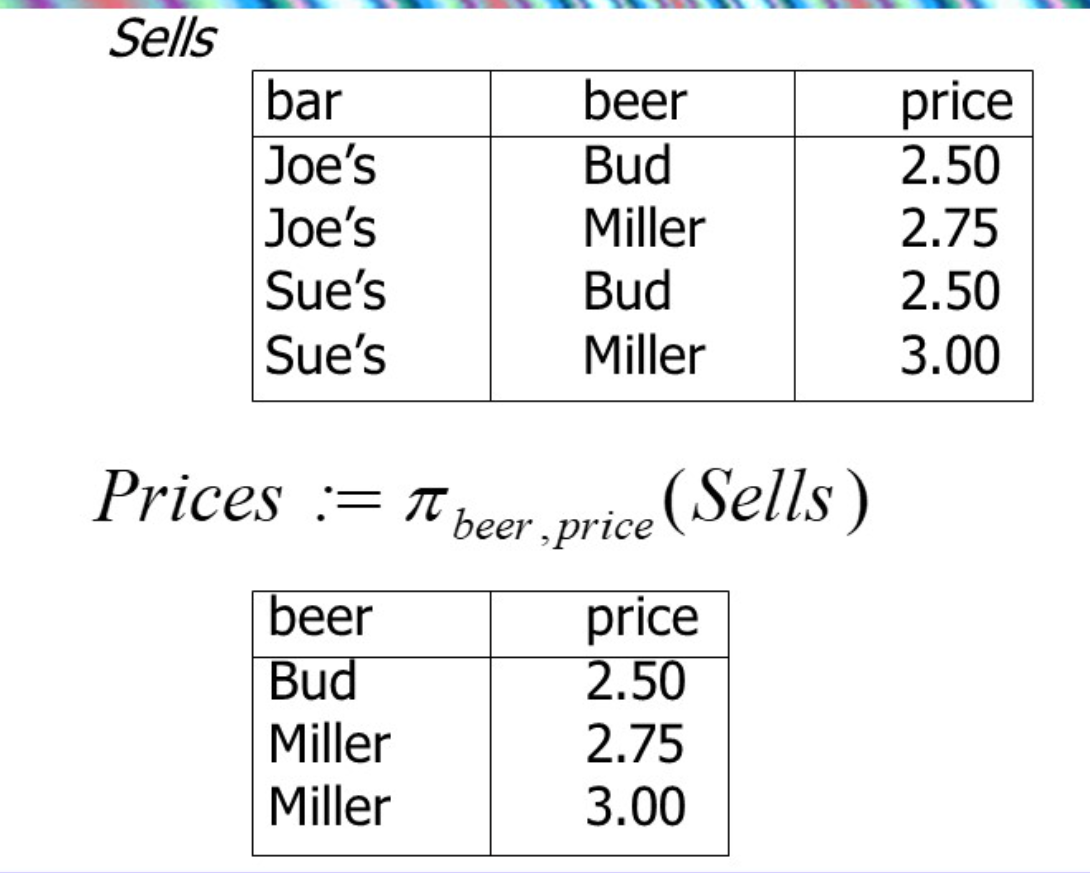 Sells
bar beer price
Joe’s Bud 2.50
Joe’s Miller 2.75
Sue’s Bud 2.50
Sue’s Miller 3.00
Prices := π beer,price (Sells)
beer price
Bud 2.50
Miller 2.75
Miller 3.00